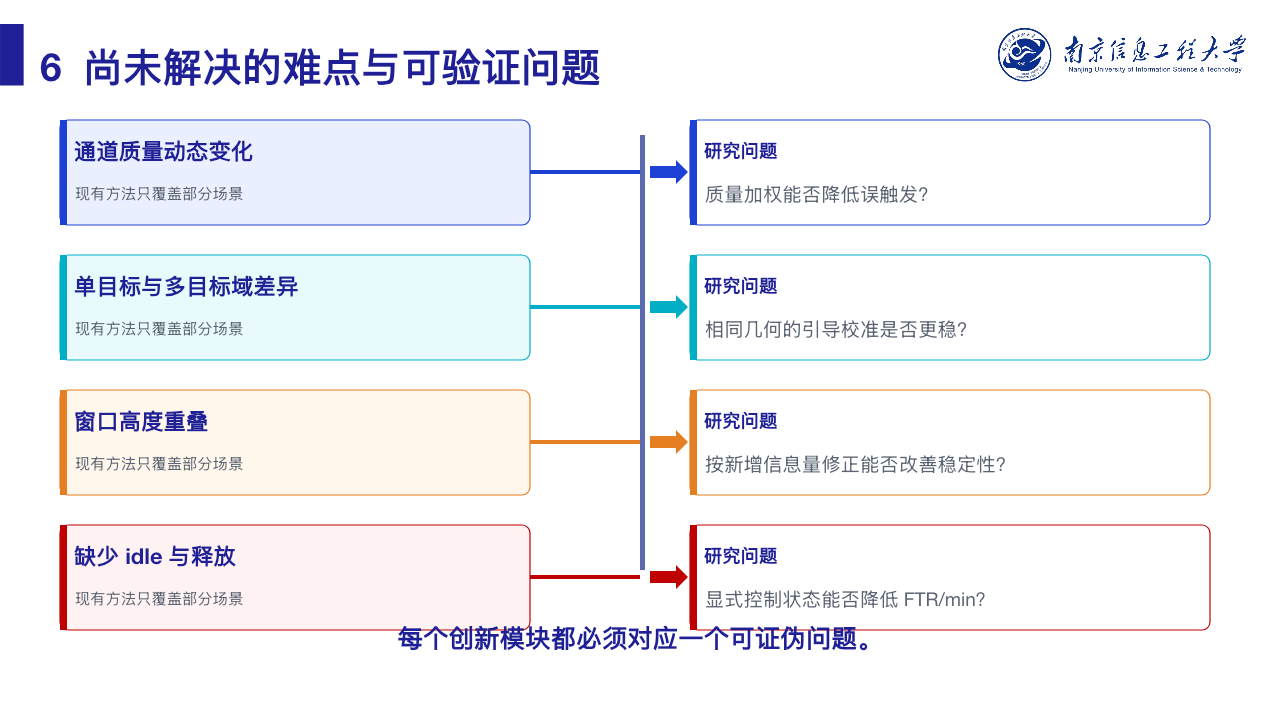 6 尚未解决的难点与可验证问题
南京信息工程大学
Nanjing University of Information Science & Technology
通道质量动态变化
现有方法只覆盖部分场景
研究问题
质量加权能否降低误触发?
单目标与多目标域差异
现有方法只覆盖部分场景
研究问题
相同几何的引导校准是否更稳?
窗口高度重叠
现有方法只覆盖部分场景
研究问题
按新增信息量修正能否改善稳定性?
缺少 idle 与释放
现有方法只覆盖部分场景
研究问题
显式控制状态能否降低 FTR/min?
每个创新模块都必须对应一个可证伪问题。